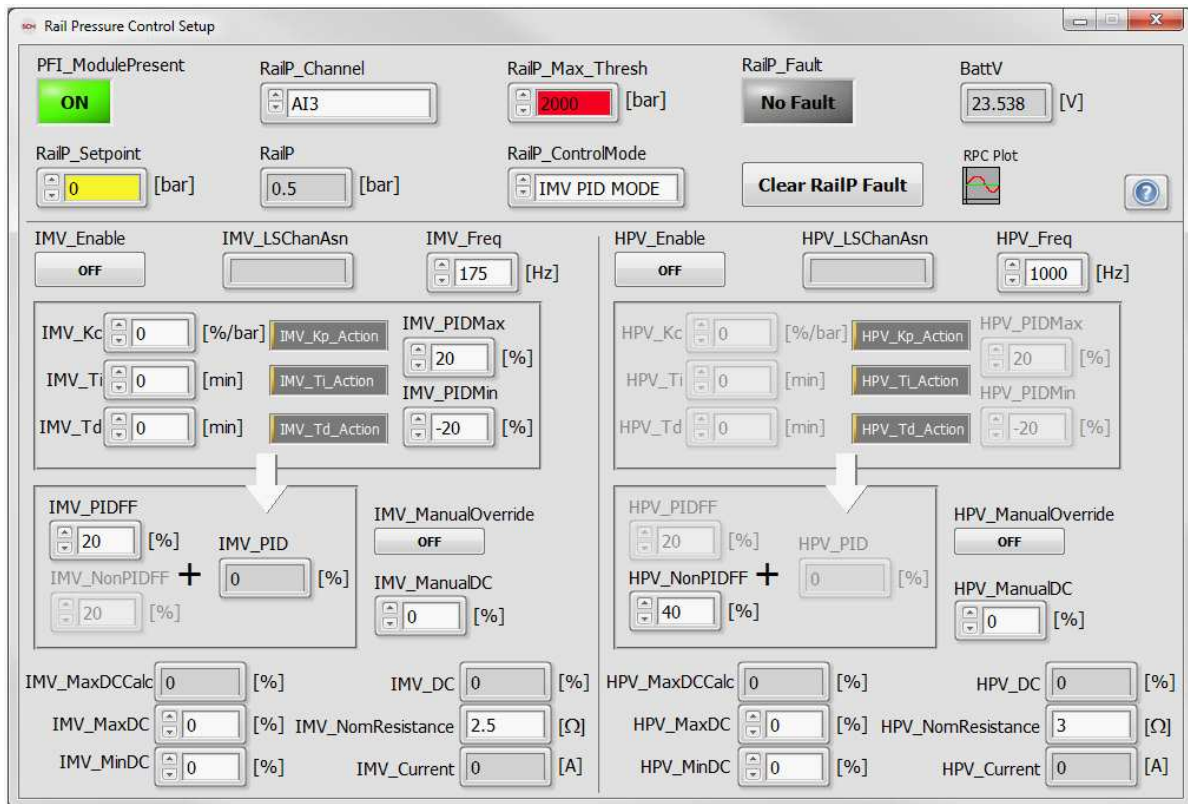 SCM Rail Pressure Control Setup
PFI_ModulePresent RailP_Channel RailP_Max_Thresh RailP_Fault BattV
ON AI3 2000 [bar] No Fault 23.538 [V]
RailP_Setpoint RailP RailP_ControlMode RPC Plot
0 [bar] 0.5 [bar] IMV PID MODE Clear RailP Fault ?
IMV_Enable IMV_LSChanAsn IMV_Freq HPV_Enable HPV_LSChanAsn HPV_Freq
OFF 175 [Hz] OFF 1000 [Hz]
IMV_PIDMax HPV_PIDMax
IMV_Kc 0 [%/bar] IMV_Kp_Action HPV_Kc 0 [%/bar] HPV_Kp_Action
20 [%] 20 [%]
IMV_Ti 0 [min] IMV_Ti_Action HPV_Ti 0 [min] HPV_Ti_Action
IMV_PIDMin HPV_PIDMin
IMV_Td 0 [min] IMV_Td_Action -20 [%] HPV_Td 0 [min] HPV_Td_Action -20 [%]
IMV_PIDFF IMV_ManualOverride HPV_PIDFF HPV_ManualOverride
20 [%] IMV_PID OFF 20 [%] HPV_PID OFF
IMV_NonPIDFF + 0 [%] HPV_NonPIDFF + 0 [%]
IMV_ManualDC HPV_ManualDC
20 [%] 0 [%] 40 [%] 0 [%]
IMV_MaxDCCalc 0 [%] IMV_DC 0 [%] HPV_MaxDCCalc 0 [%] HPV_DC 0 [%]
IMV_MaxDC 0 [%] IMV_NomResistance 2.5 [Ω] HPV_MaxDC 0 [%] HPV_NomResistance 3 [Ω]
IMV_MinDC 0 [%] IMV_Current 0 [A] HPV_MinDC 0 [%] HPV_Current 0 [A]